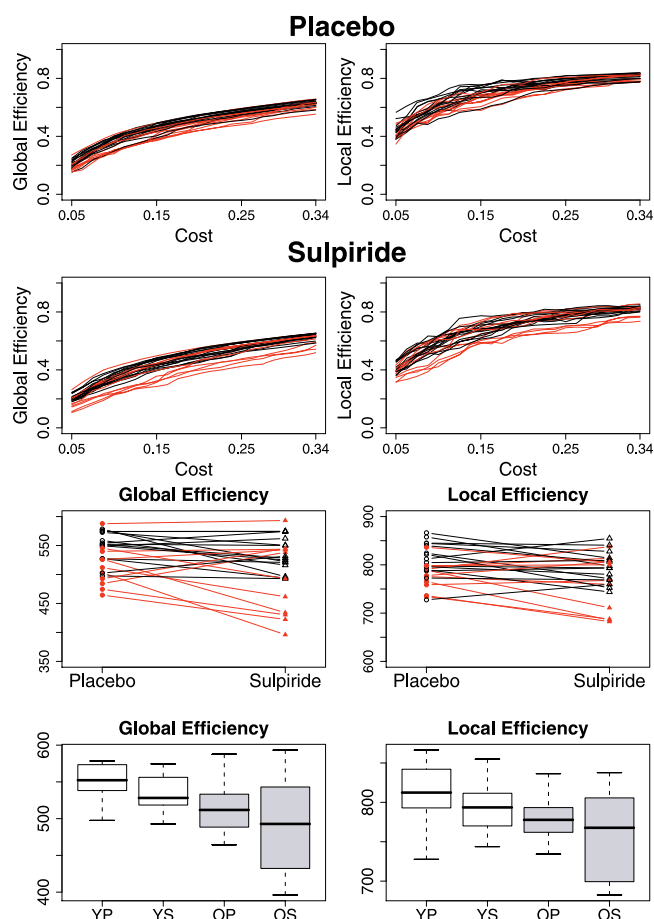 Placebo
Global Efficiency
0.0 0.4 0.8
0.05 0.15 0.25 0.34
Cost
Local Efficiency
0.0 0.4 0.8
0.05 0.15 0.25 0.34
Cost
Sulpiride
Global Efficiency
0.0 0.4 0.8
0.05 0.15 0.25 0.34
Cost
Local Efficiency
0.0 0.4 0.8
0.05 0.15 0.25 0.34
Cost
Global Efficiency
350 450 550
Placebo Sulpiride
Local Efficiency
600 700 800 900
Placebo Sulpiride
Global Efficiency
400 500 600
YP YS OP OS
Local Efficiency
700 800
YP YS OP OS